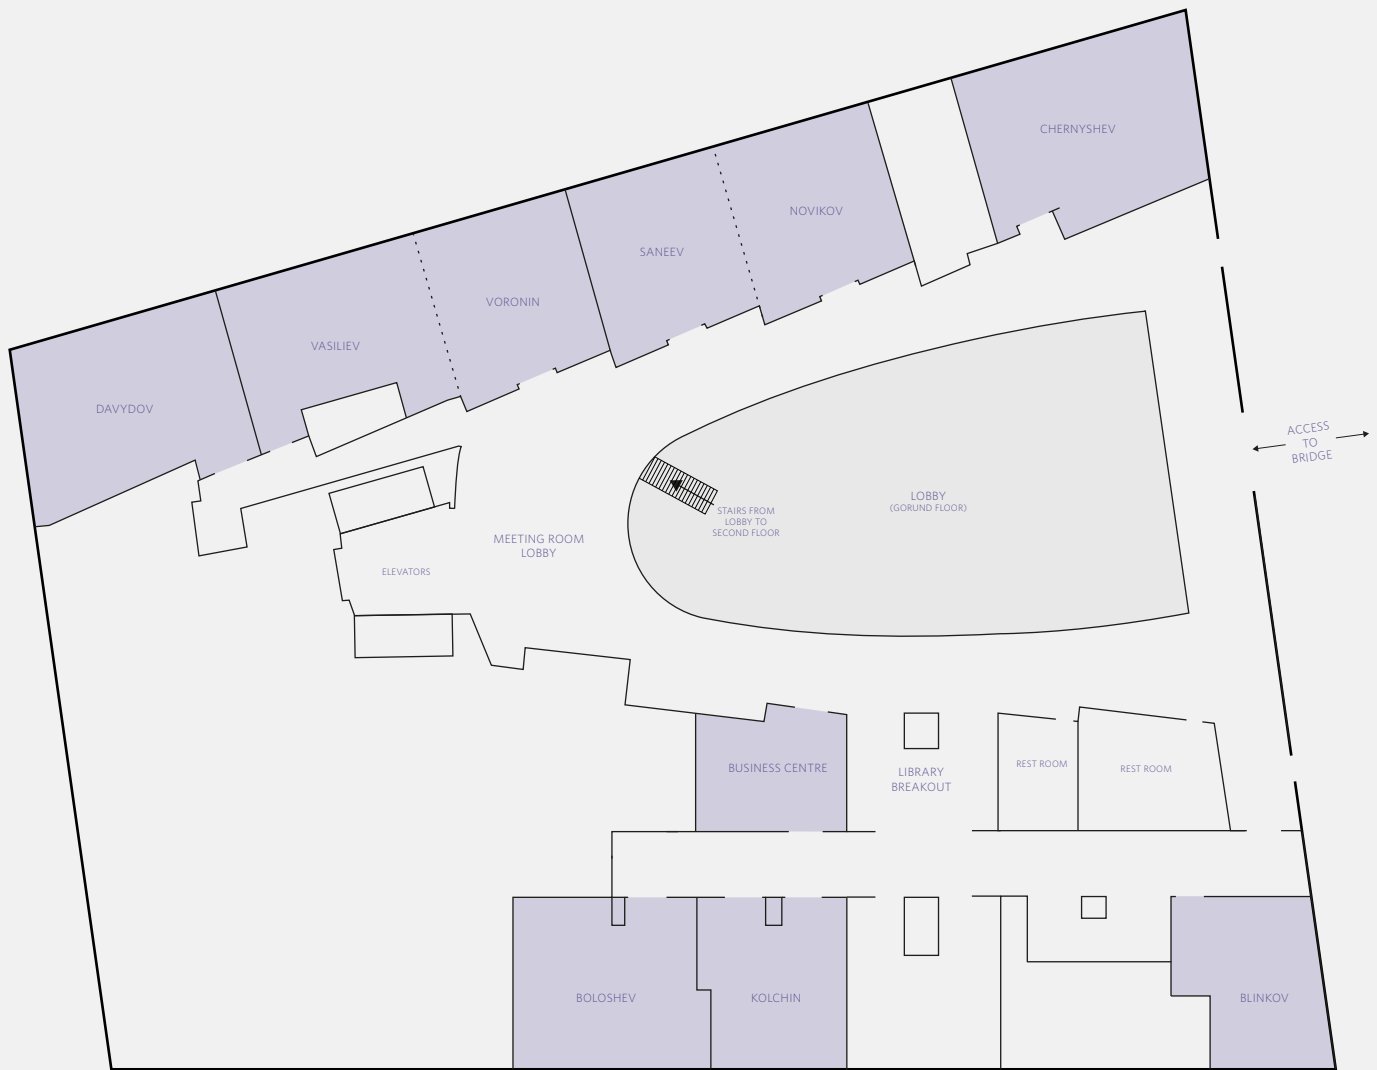 CHERNYSHEV
NOVIKOV
SANEEV
VORONIN
VASILIEV
DAVYDOV
ACCESS
TO
BRIDGE
LOBBY
(GORUND FLOOR)
STAIRS FROM
LOBBY TO
SECOND FLOOR
MEETING ROOM
LOBBY
ELEVATORS
BUSINESS CENTRE
LIBRARY
BREAKOUT
REST ROOM
REST ROOM
BOLOSHEV
KOLCHIN
BLINKOV